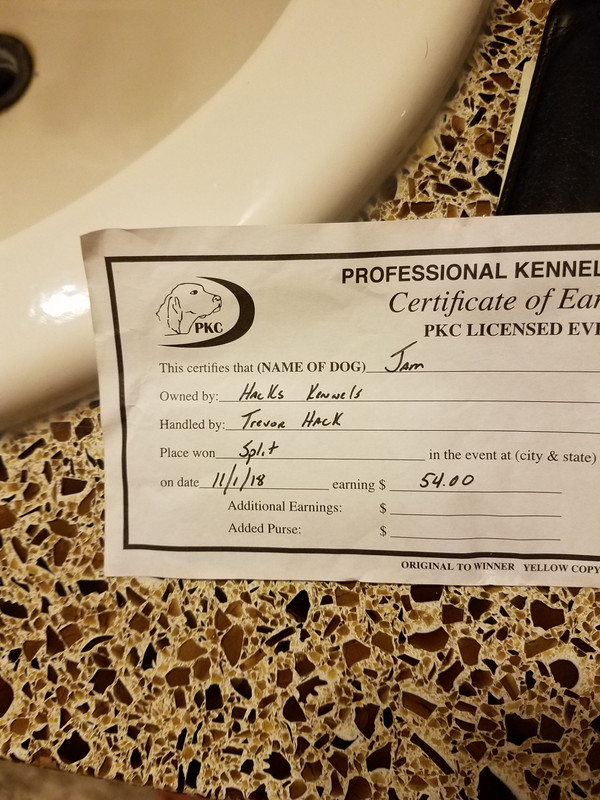 PROFESSIONAL KENNEL
Certificate of Ear
PKC LICENSED EVE
PKC
This certifies that (NAME OF DOG) Jam
Owned by: Hacks Kennels
Handled by: Trevor Hack
Place won Split in the event at (city & state)
on date 11/1/18 earning $ 54.00
Additional Earnings: $
Added Purse: $
ORIGINAL TO WINNER YELLOW COPY